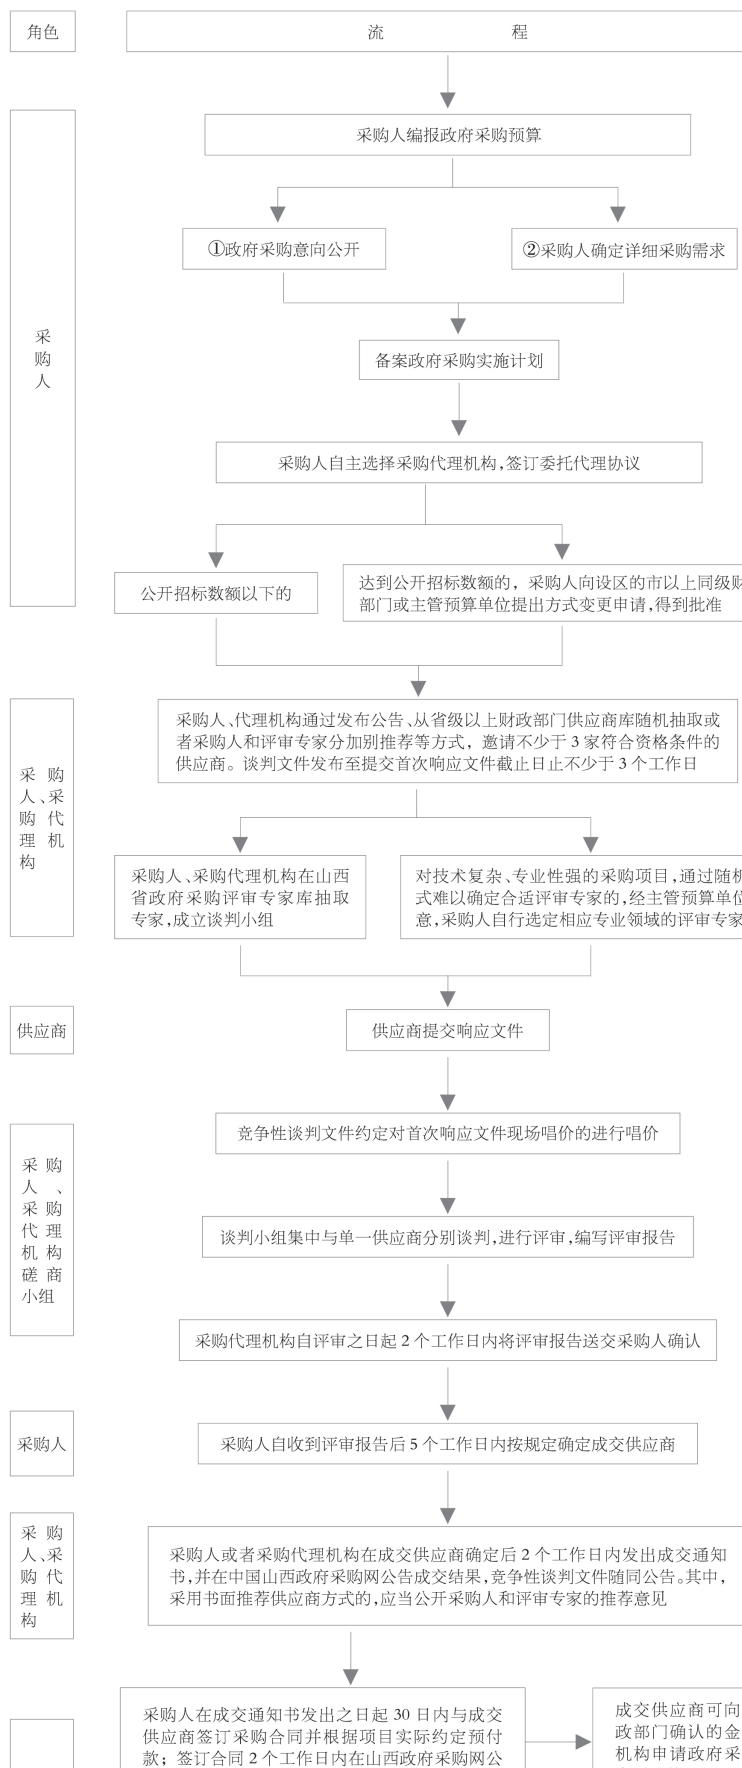 角色
流 程
采购人编报政府采购预算
①政府采购意向公开
②采购人确定详细采购需求
采
购
人
备案政府采购实施计划
采购人自主选择采购代理机构,签订委托代理协议
公开招标数额以下的
达到公开招标数额的，采购人向设区的市以上同级财
部门或主管预算单位提出方式变更申请,得到批准
采 购
人、采
购 代
理 机
构
采购人、代理机构通过发布公告、从省级以上财政部门供应商库随机抽取或
者采购人和评审专家分加别推荐等方式，邀请不少于 3 家符合资格条件的
供应商。谈判文件发布至提交首次响应文件截止日止不少于 3 个工作日
采购人、采购代理机构在山西
省政府采购评审专家库抽取
专家,成立谈判小组
对技术复杂、专业性强的采购项目,通过随机
式难以确定合适评审专家的,经主管预算单位
意,采购人自行选定相应专业领域的评审专家
供应商
供应商提交响应文件
采 购
人 、
采 购
代 理
机 构
磋 商
小组
竞争性谈判文件约定对首次响应文件现场唱价的进行唱价
谈判小组集中与单一供应商分别谈判,进行评审,编写评审报告
采购代理机构自评审之日起 2 个工作日内将评审报告送交采购人确认
采购人
采购人自收到评审报告后 5 个工作日内按规定确定成交供应商
采 购
人、采
购 代
理 机
构
采购人或者采购代理机构在成交供应商确定后 2 个工作日内发出成交通知
书,并在中国山西政府采购网公告成交结果,竞争性谈判文件随同公告。其中,
采用书面推荐供应商方式的,应当公开采购人和评审专家的推荐意见
采购人在成交通知书发出之日起 30 日内与成交
供应商签订采购合同并根据项目实际约定预付
款；签订合同 2 个工作日内在山西政府采购网公
成交供应商可向
政部门确认的金
机构申请政府采